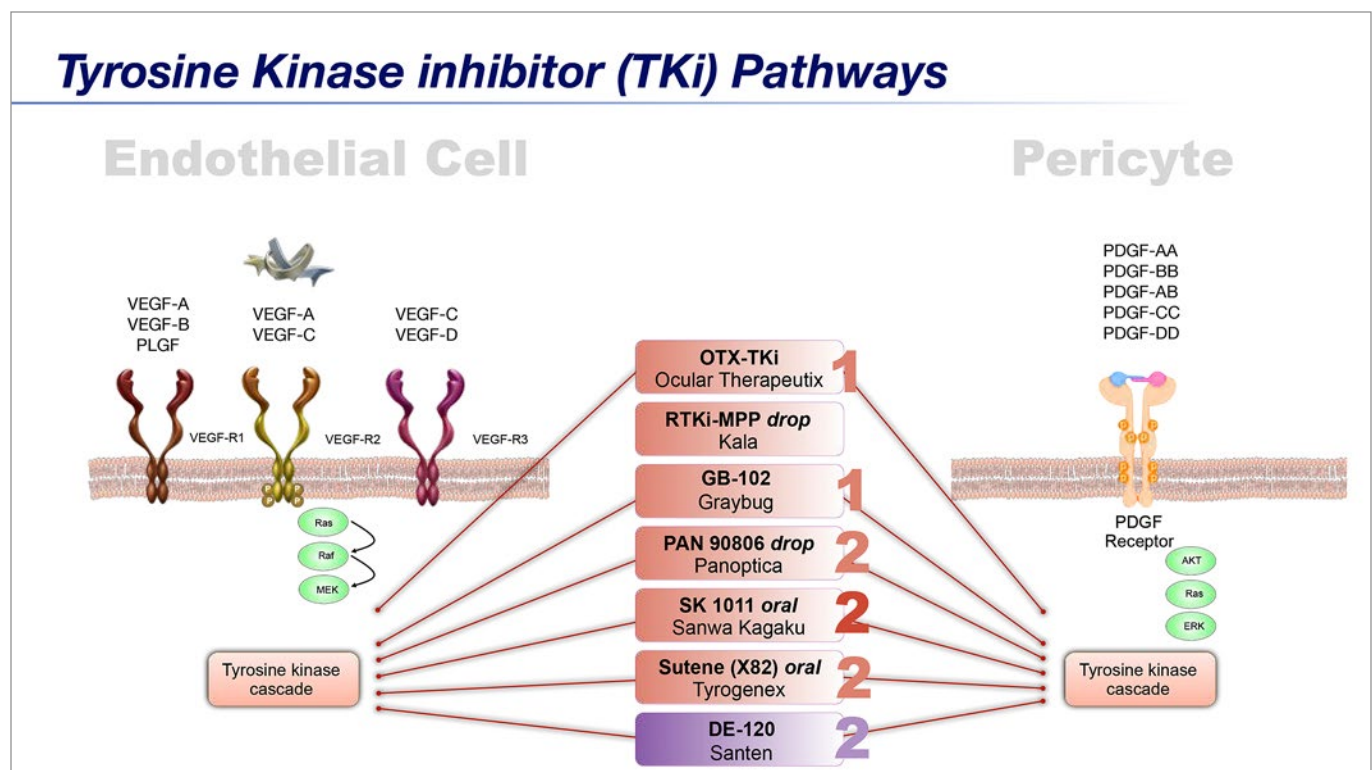 Tyrosine Kinase inhibitor (TKi) Pathways
Endothelial Cell
Pericyte
VEGF-A
VEGF-B
PLGF
VEGF-A
VEGF-C
VEGF-C
VEGF-D
VEGF-R1
VEGF-R2
VEGF-R3
P P
P P
Ras
Raf
MEK
Tyrosine kinase
cascade
OTX-TKi
Ocular Therapeutix
1
RTKi-MPP drop
Kala
GB-102
Graybug
1
PAN 90806 drop
Panoptica
2
SK 1011 oral
Sanwa Kagaku
2
Sutene (X82) oral
Tyrogenex
2
DE-120
Santen
2
PDGF-AA
PDGF-BB
PDGF-AB
PDGF-CC
PDGF-DD
P
P P
P
P P
P P
PDGF
Receptor
AKT
Ras
ERK
Tyrosine kinase
cascade